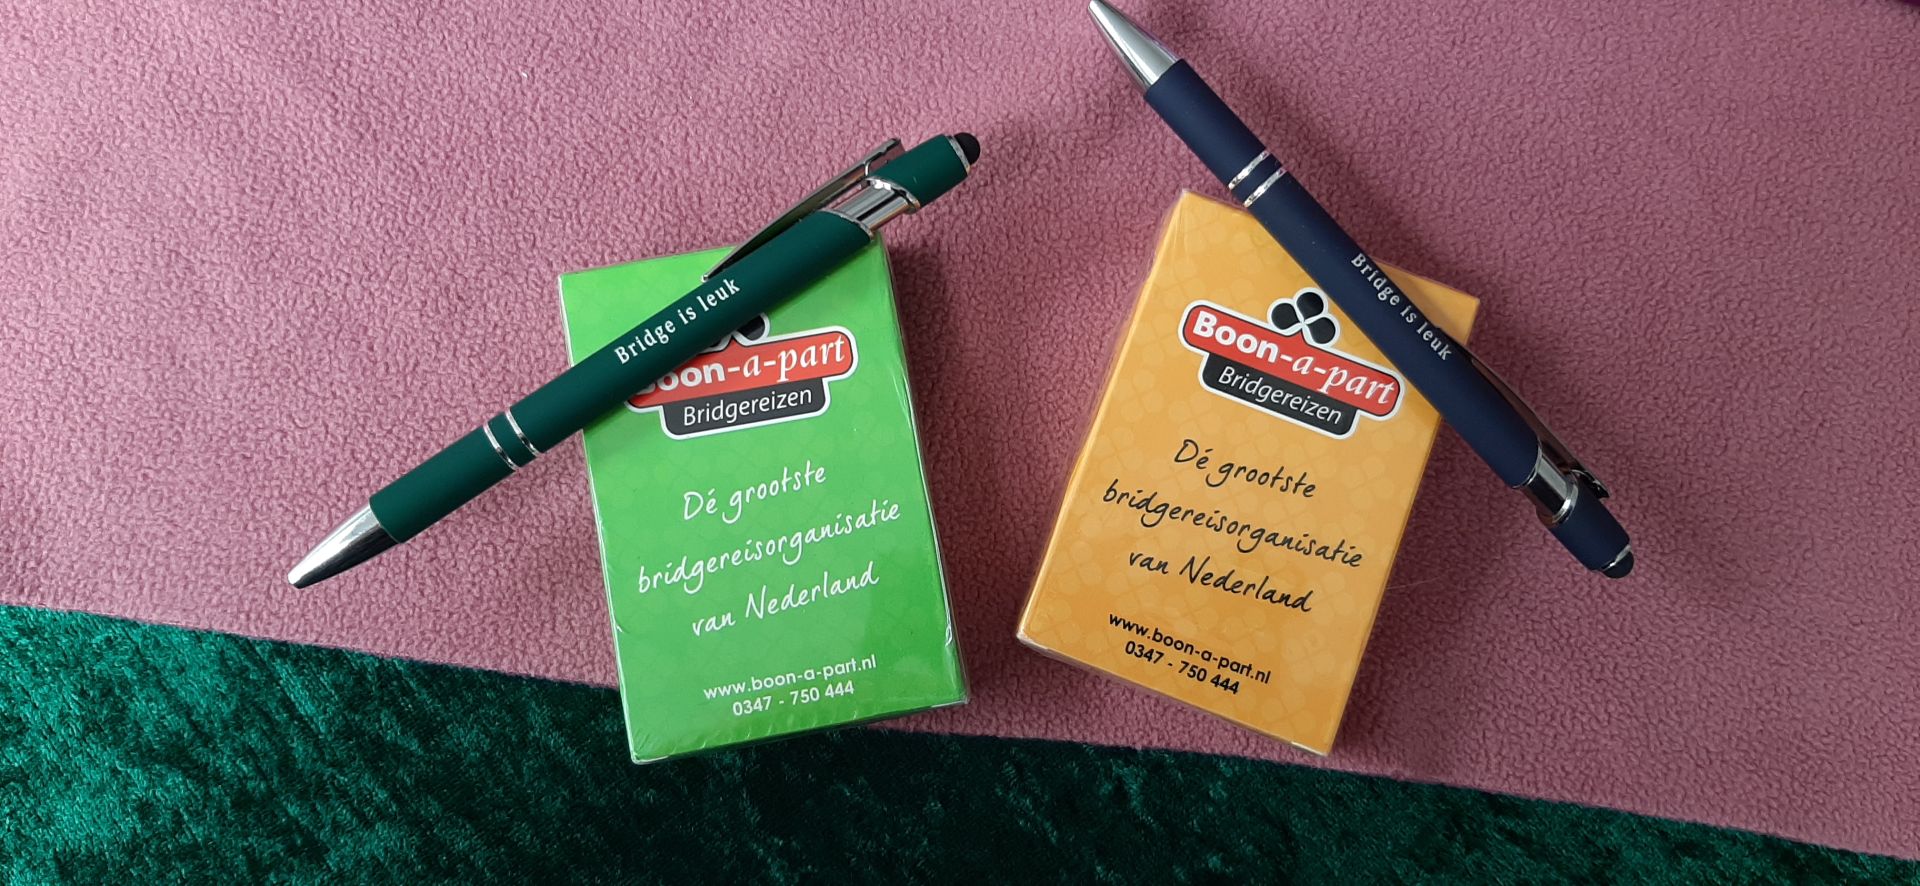 Bridge is leuk
Boon-a-part
Bridgereizen
Dé grootste
bridgereisorganisatie
van Nederland
www.boon-a-part.nl
0347 - 750 444
Bridge is leuk
Boon-a-part
Bridgereizen
Dé grootste
bridgereisorganisatie
van Nederland
www.boon-a-part.nl
0347 - 750 444